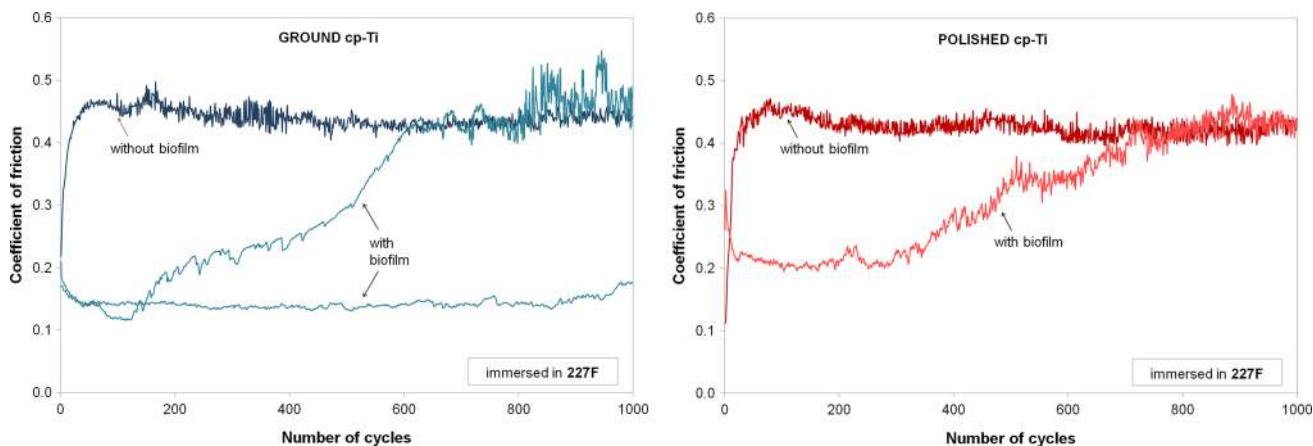 GROUND cp-Ti
Coefficient of friction
0.6
0.5
0.4
0.3
0.2
0.1
0.0
without biofilm
with
biofilm
immersed in 227F
0
200
400
600
800
1000
Number of cycles
POLISHED cp-Ti
Coefficient of friction
0.6
0.5
0.4
0.3
0.2
0.1
0.0
without biofilm
with biofilm
immersed in 227F
0
200
400
600
800
1000
Number of cycles